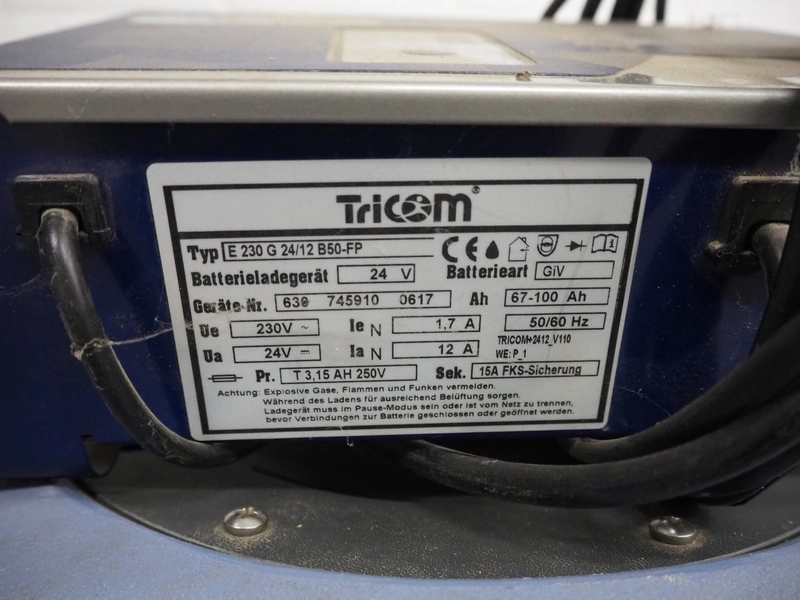 TriCOM®
Typ E 230 G 24/12 B50-FP CE
Batterieladegerät 24 V Batterieart GiV
Geräte-Nr. 639 745910 0617 Ah 67-100 Ah
Ue 230V ~ Ie N 1,7 A 50/60 Hz
Ua 24V ⎓ Ia N 12 A TRICOM+2412_V110
WE: P_1
Pr. T 3,15 AH 250V Sek. 15A FKS-Sicherung
Achtung: Explosive Gase, Flammen und Funken vermeiden.
Während des Ladens für ausreichend Belüftung sorgen.
Ladegerät muss im Pause-Modus sein oder ist vom Netz zu trennen,
bevor Verbindungen zur Batterie geschlossen oder geöffnet werden.